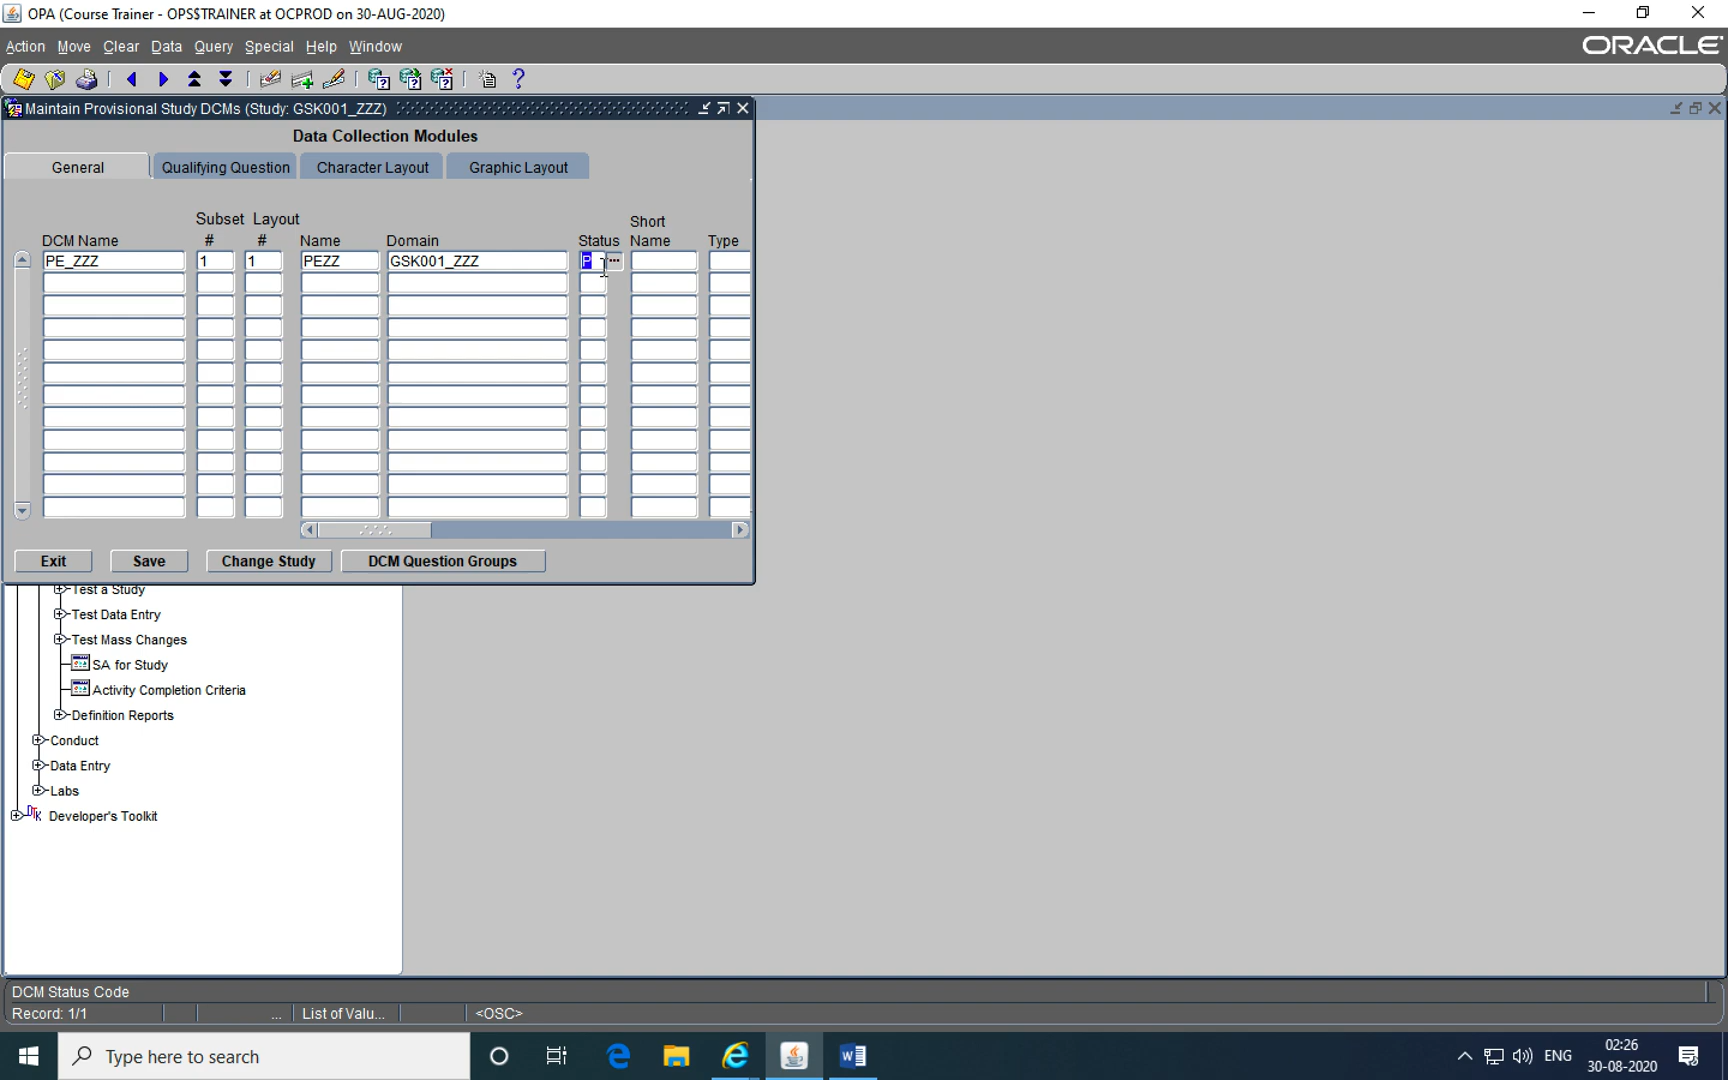 OPA (Course Trainer - OPS$TRAINER at OCPROD on 30-AUG-2020)
Action Move Clear Data Query Special Help Window
ORACLE
Maintain Provisional Study DCMs (Study: GSK001_ZZZ)
Data Collection Modules
General Qualifying Question Character Layout Graphic Layout
Subset Layout Short
DCM Name # # Name Domain Status Name Type
PE_ZZZ 1 1 PEZZ GSK001_ZZZ P ...
Exit Save Change Study DCM Question Groups
Test a Study
Test Data Entry
Test Mass Changes
SA for Study
Activity Completion Criteria
Definition Reports
Conduct
Data Entry
Labs
Developer's Toolkit
DCM Status Code
Record: 1/1 ... List of Valu... <OSC>
Type here to search
ENG
02:26
30-08-2020